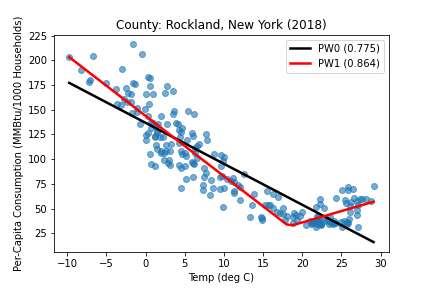 County: Rockland, New York (2018)
Per-Capita Consumption (MMBtu/1000 Households)
225
200
175
150
125
100
75
50
25
PW0 (0.775)
PW1 (0.864)
−10 −5 0 5 10 15 20 25 30
Temp (deg C)